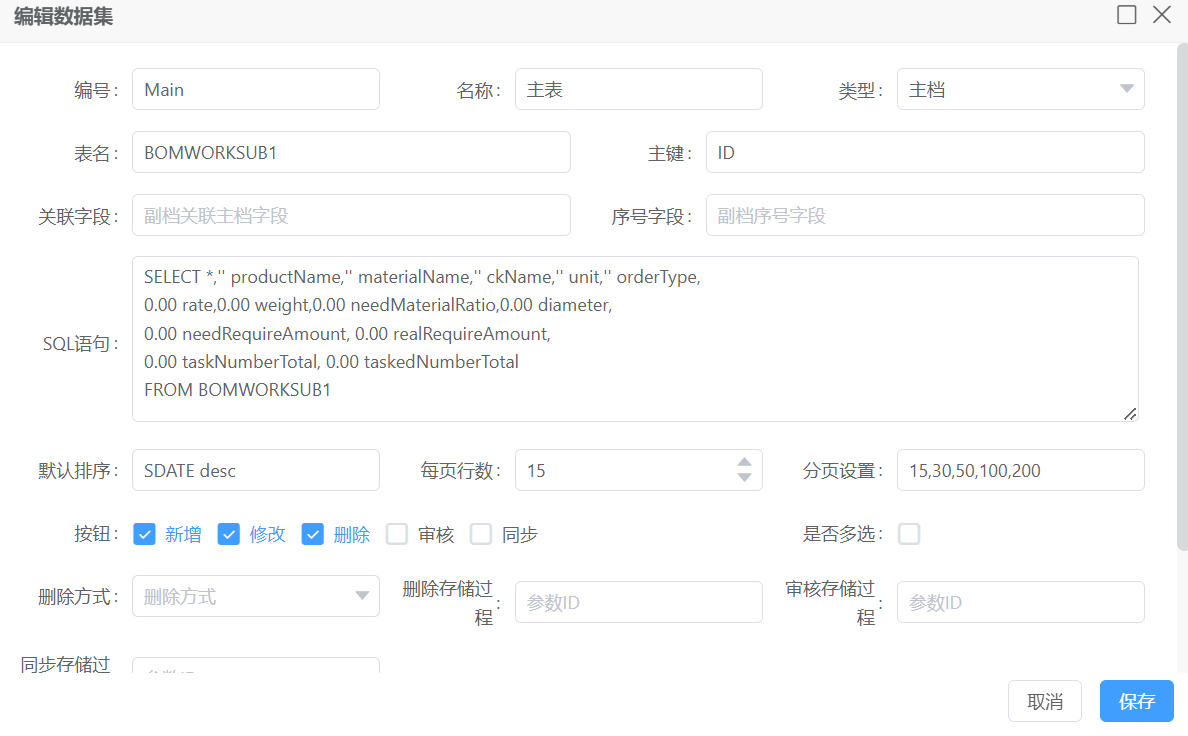 编辑数据集
编号: Main 名称: 主表 类型: 主档
表名: BOMWORKSUB1 主键: ID
关联字段: 副档关联主档字段 序号字段: 副档序号字段
SQL语句:
SELECT *,'' productName,'' materialName,'' ckName,'' unit,'' orderType,
0.00 rate,0.00 weight,0.00 needMaterialRatio,0.00 diameter,
0.00 needRequireAmount, 0.00 realRequireAmount,
0.00 taskNumberTotal, 0.00 taskedNumberTotal
FROM BOMWORKSUB1
默认排序: SDATE desc 每页行数: 15 分页设置: 15,30,50,100,200
按钮: 新增 修改 删除 审核 同步 是否多选:
删除方式: 删除方式 删除存储过程: 参数ID 审核存储过程: 参数ID
同步存储过
取消 保存